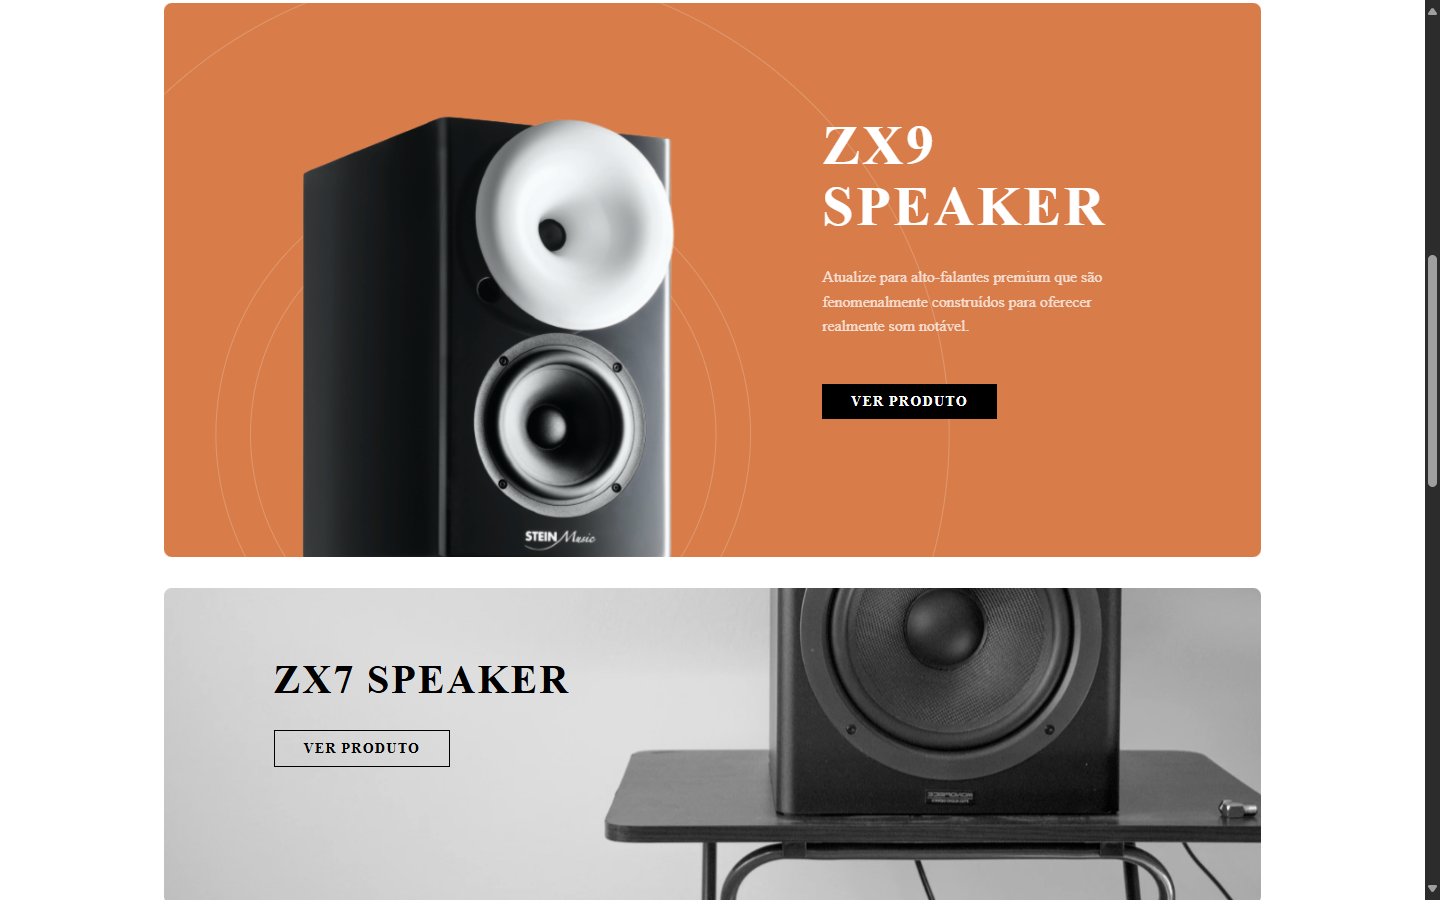 ZX9
SPEAKER
Atualize para alto-falantes premium que são
fenomenalmente construídos para oferecer
realmente som notável.
VER PRODUTO
STEIN Music
ZX7 SPEAKER
VER PRODUTO